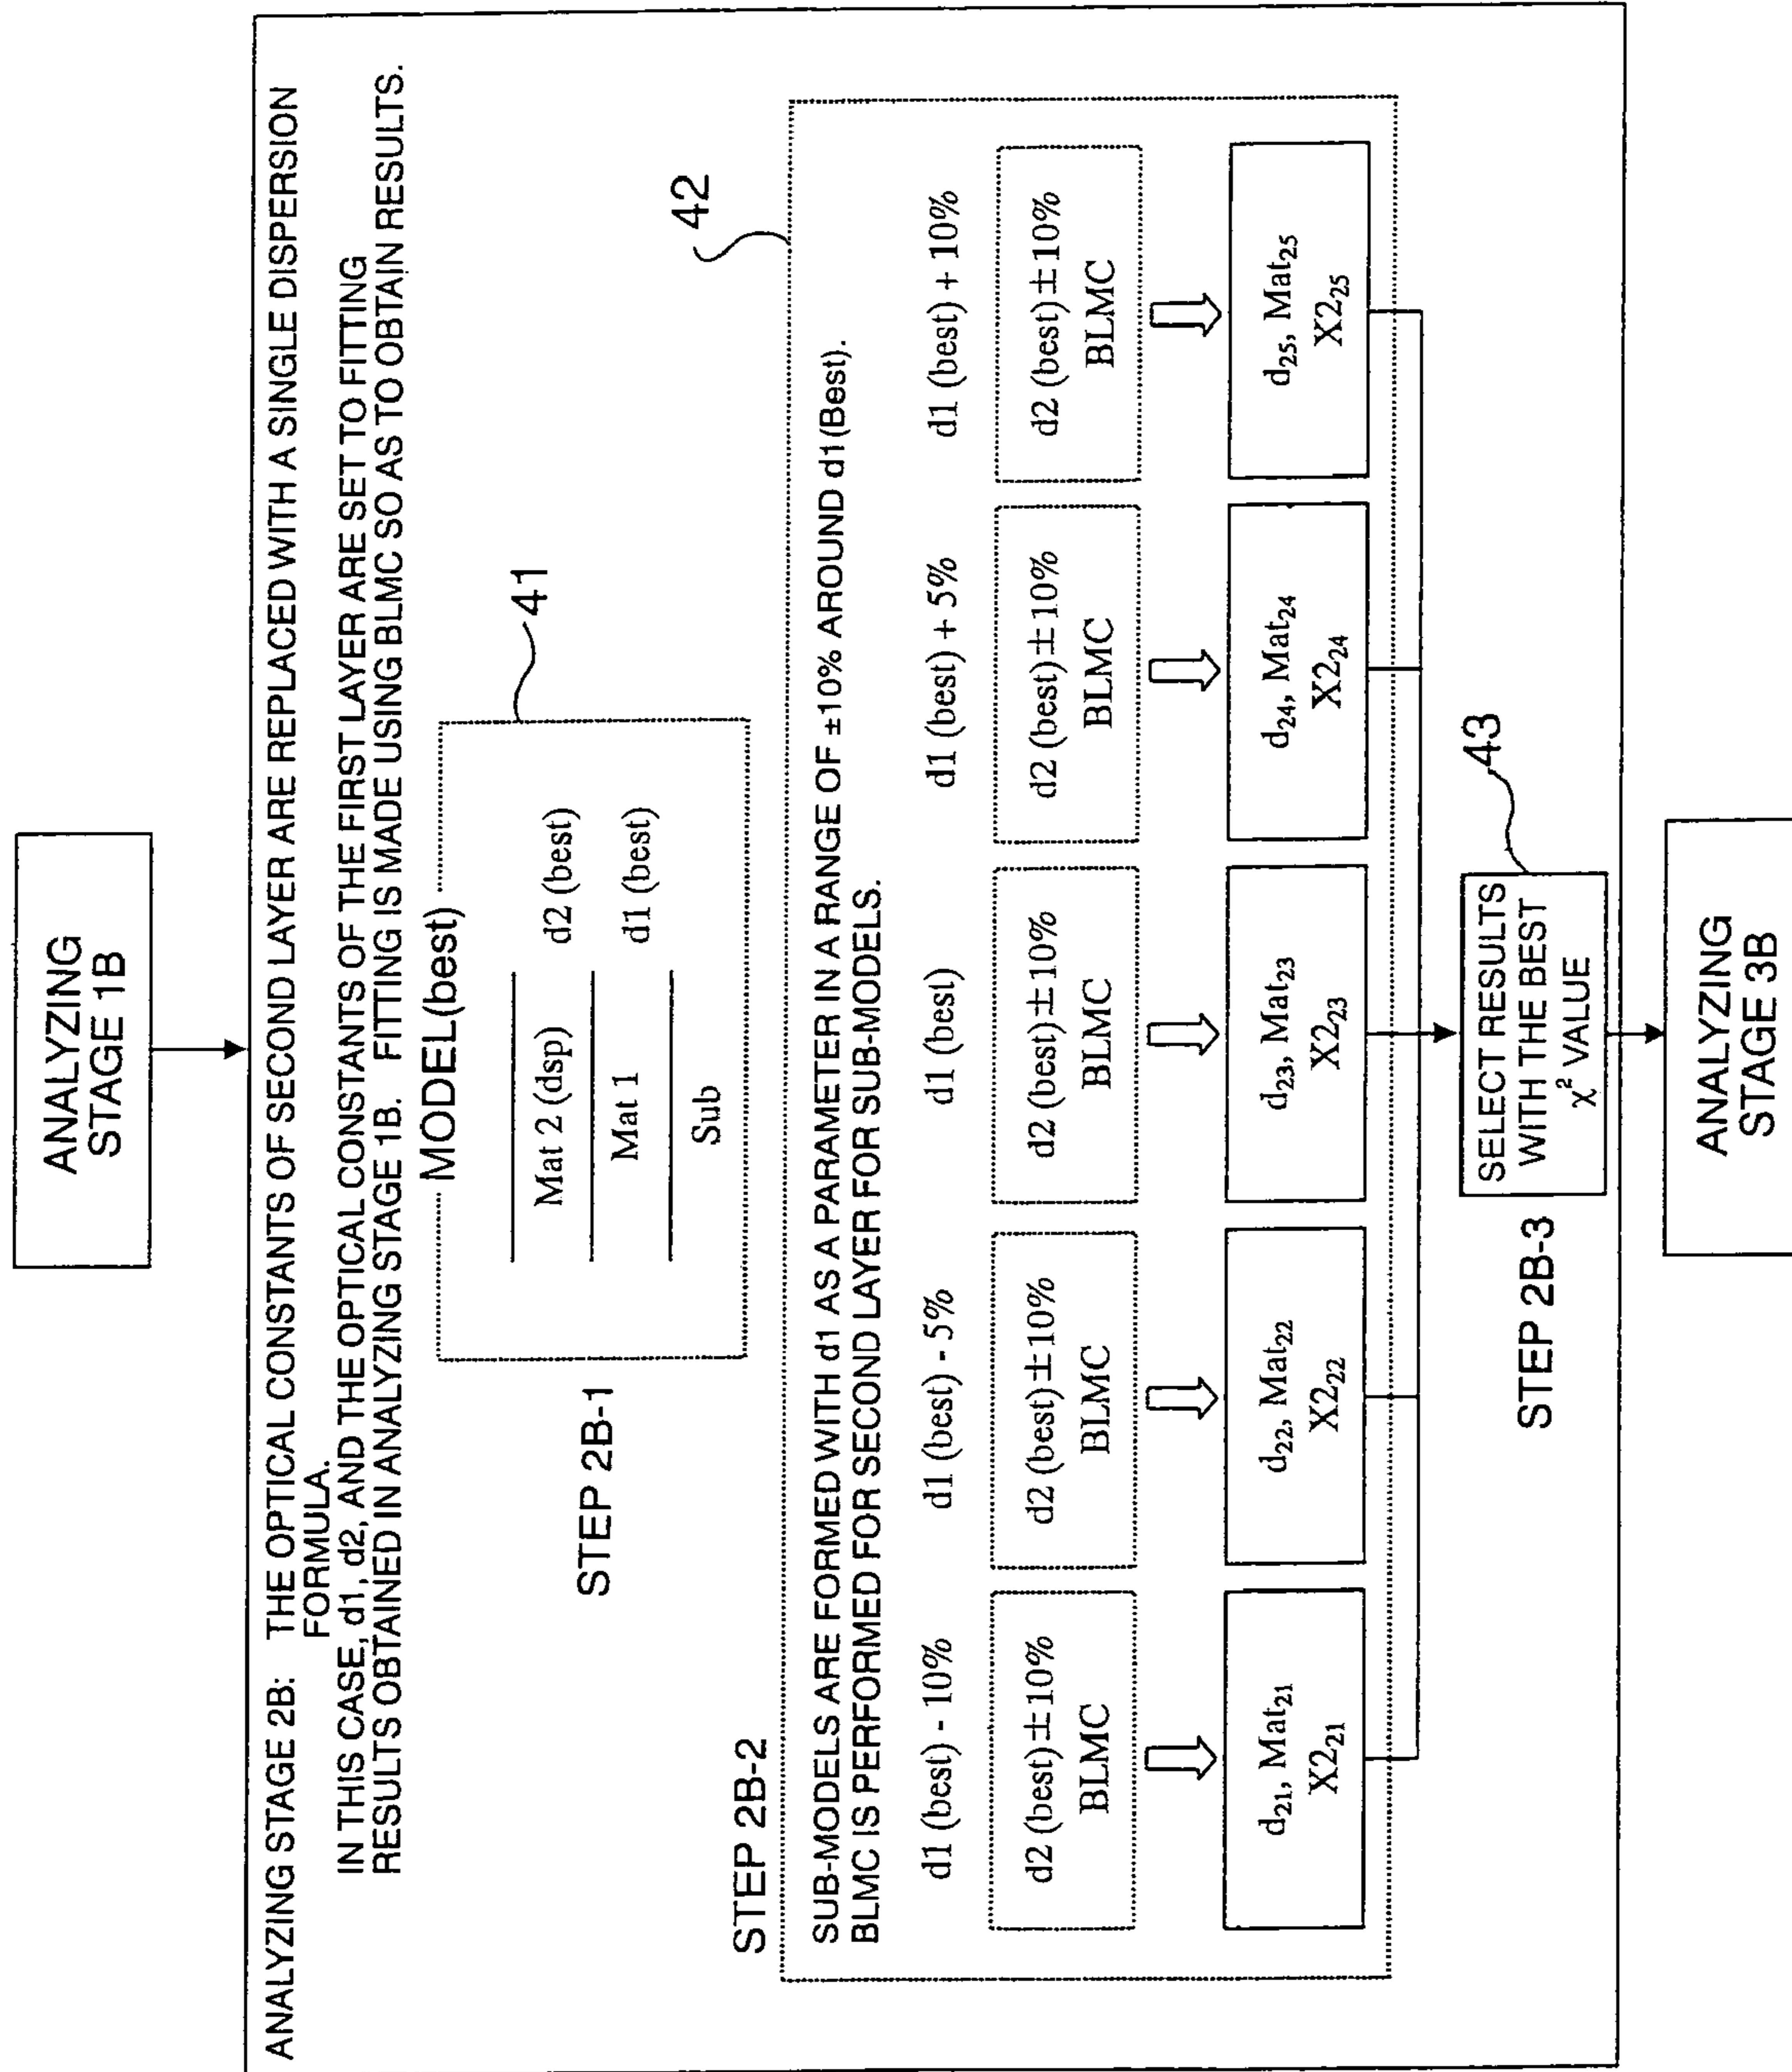 ANALYZING
STAGE 1B
ANALYZING STAGE 2B: THE OPTICAL CONSTANTS OF SECOND LAYER ARE REPLACED WITH A SINGLE DISPERSION
FORMULA.
IN THIS CASE, d1, d2, AND THE OPTICAL CONSTANTS OF THE FIRST LAYER ARE SET TO FITTING
RESULTS OBTAINED IN ANALYZING STAGE 1B. FITTING IS MADE USING BLMC SO AS TO OBTAIN RESULTS.
MODEL(best)
41
Mat 2 (dsp) d2 (best)
Mat 1 d1 (best)
Sub
STEP 2B-1
STEP 2B-2
42
SUB-MODELS ARE FORMED WITH d1 AS A PARAMETER IN A RANGE OF ±10% AROUND d1(Best).
BLMC IS PERFORMED FOR SECOND LAYER FOR SUB-MODELS.
d1 (best) - 10% d1 (best) - 5% d1 (best) d1 (best) + 5% d1 (best) + 10%
d2 (best)±10% d2 (best)±10% d2 (best)±10% d2 (best)±10% d2 (best)±10%
BLMC BLMC BLMC BLMC BLMC
d₂₁, Mat₂₁ d₂₂, Mat₂₂ d₂₃, Mat₂₃ d₂₄, Mat₂₄ d₂₅, Mat₂₅
X2₂₁ X2₂₂ X2₂₃ X2₂₄ X2₂₅
STEP 2B-3
43
SELECT RESULTS
WITH THE BEST
χ² VALUE
ANALYZING
STAGE 3B